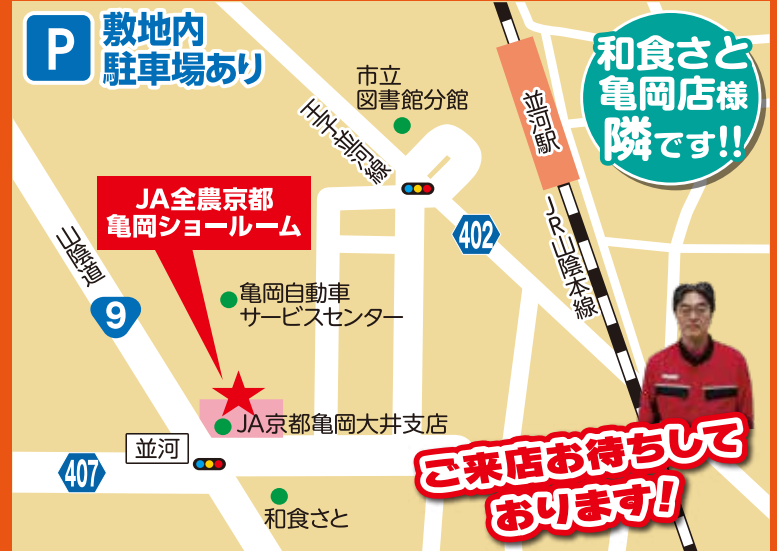 P
敷地内
駐車場あり
市立
図書館分館
王子並河線
並河駅
和食さと
亀岡店様
隣です!!
JA全農京都
亀岡ショールーム
山陰道
402
JR山陰本線
9
亀岡自動車
サービスセンター
JA京都亀岡大井支店
並河
407
和食さと
ご来店お待ちして
おります!